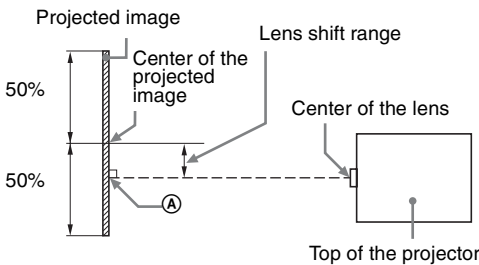 Projected image
Lens shift range
Center of the
projected
image
50%
Center of the lens
50%
A
Top of the projector